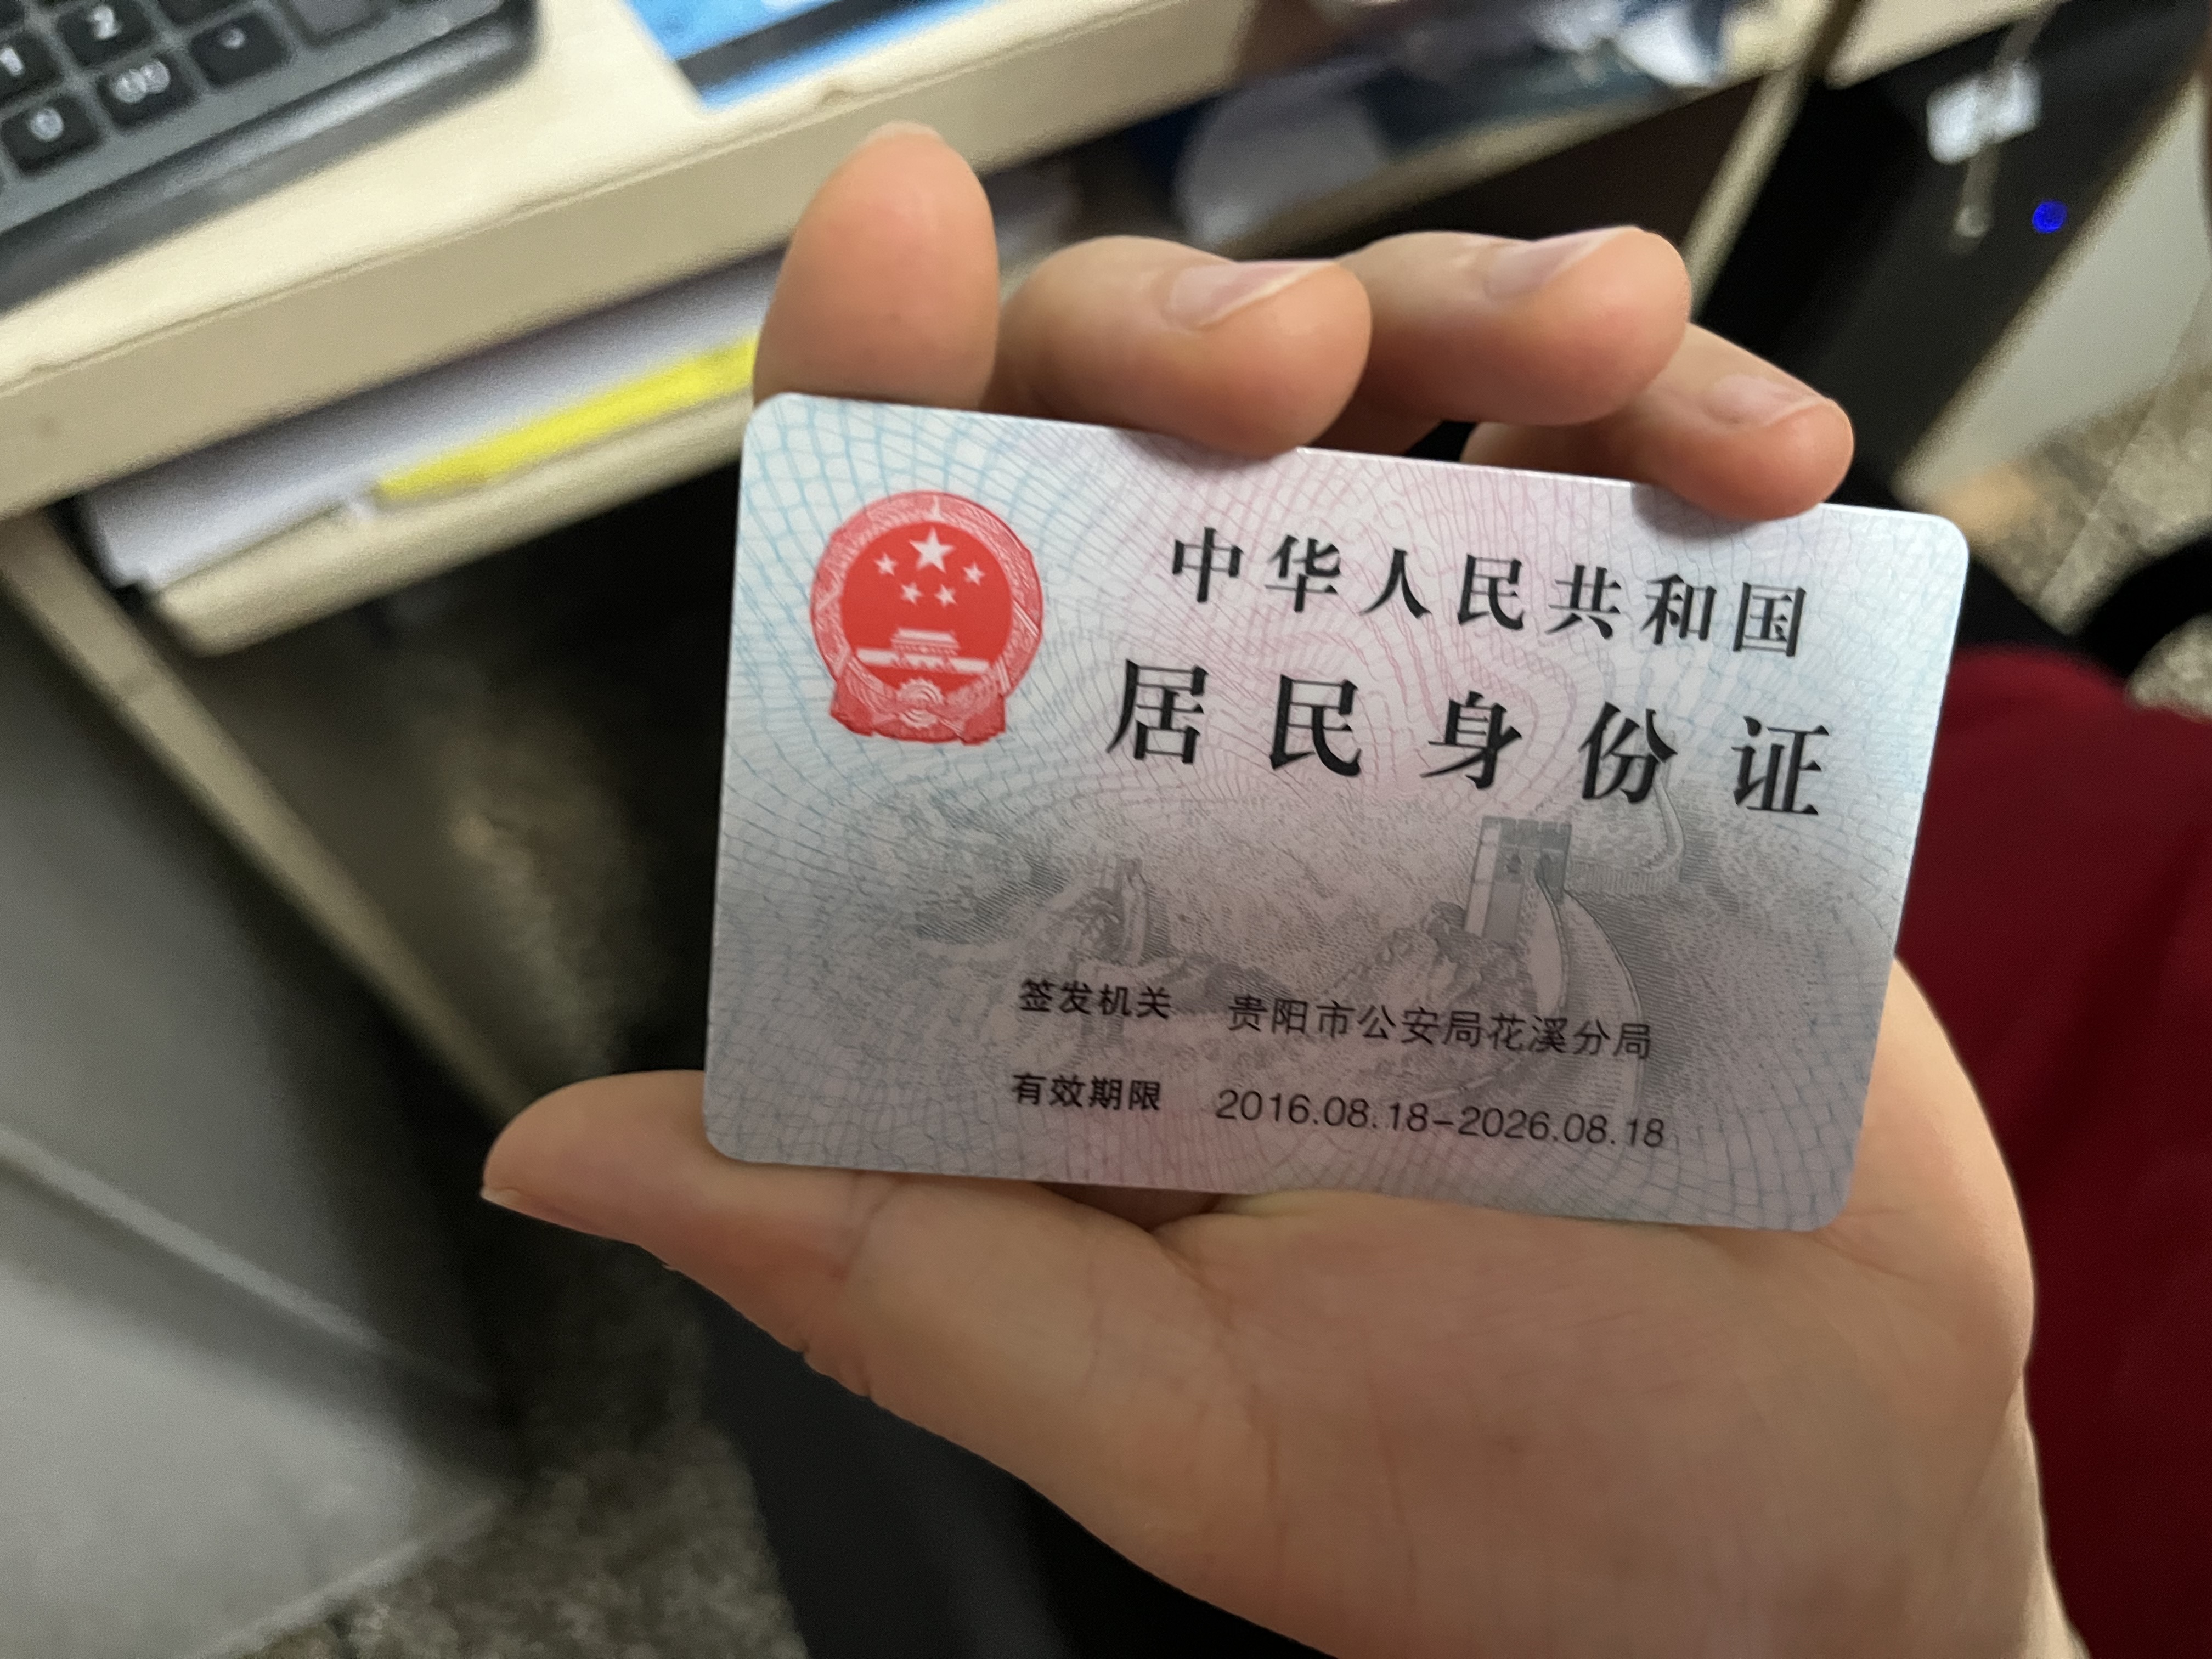 中华人民共和国
居民身份证
签发机关 贵阳市公安局花溪分局
有效期限 2016.08.18-2026.08.18